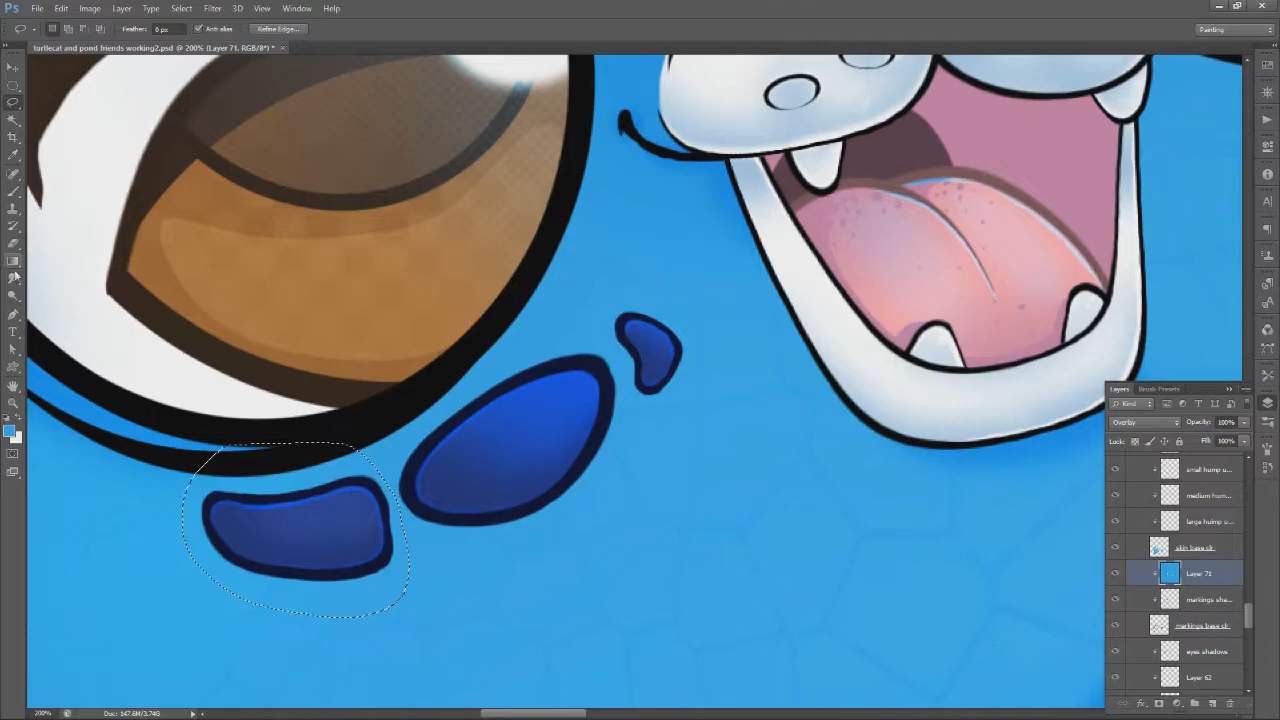 Ps File Edit Image Layer Type Select Filter 3D View Window Help
Feather: 0 px Anti-alias Refine Edge... Painting
turtlecat and pond friends working2.psd @ 200% (Layer 71, RGB/8*) * ×
Layers Brush Presets
Kind
Overlay Opacity: 100%
Lock: Fill: 100%
small hump u...
medium hum...
large huimp u...
skin base clr
Layer 71
markings sha...
markings base clr
eyes shadows
Layer 62
200% Doc: 147.6M/3.74G